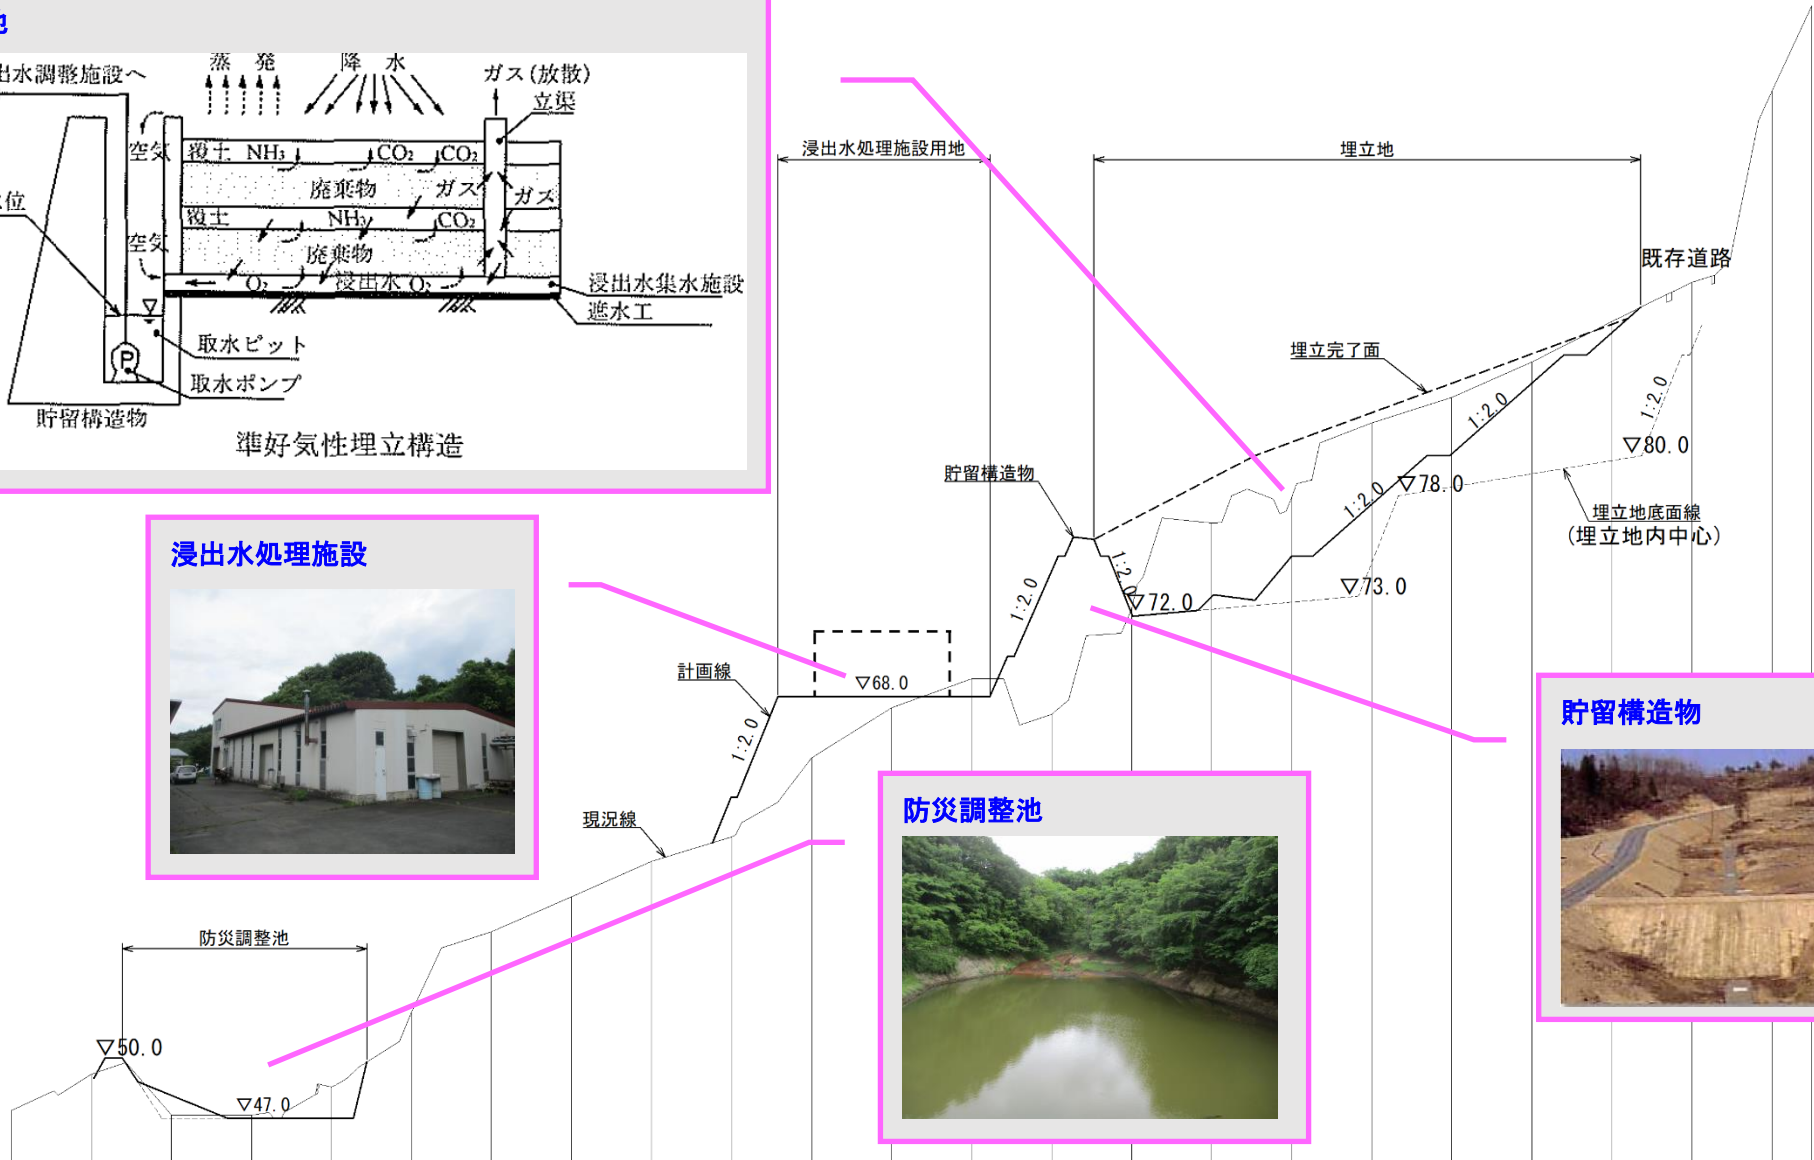 出水調整施設へ
蒸 発
降 水
ガス(放散)
立渠
空気
覆土 NH₃ CO₂ CO₂
廃棄物 ガス ガス
覆土 NH₃ CO₂
空気
廃棄物
O₂ 浸出水 O₂
浸出水集水施設
遮水工
位
取水ピット
P
取水ポンプ
貯留構造物
準好気性埋立構造
浸出水処理施設用地
埋立地
既存道路
埋立完了面
1:2.0
1:2.0
▽80.0
貯留構造物
1:2.0
▽78.0
埋立地底面線
(埋立地内中心)
1:2.0
1:2.0
▽72.0
▽73.0
浸出水処理施設
計画線
▽68.0
1:2.0
貯留構造物
現況線
防災調整池
防災調整池
▽50.0
▽47.0